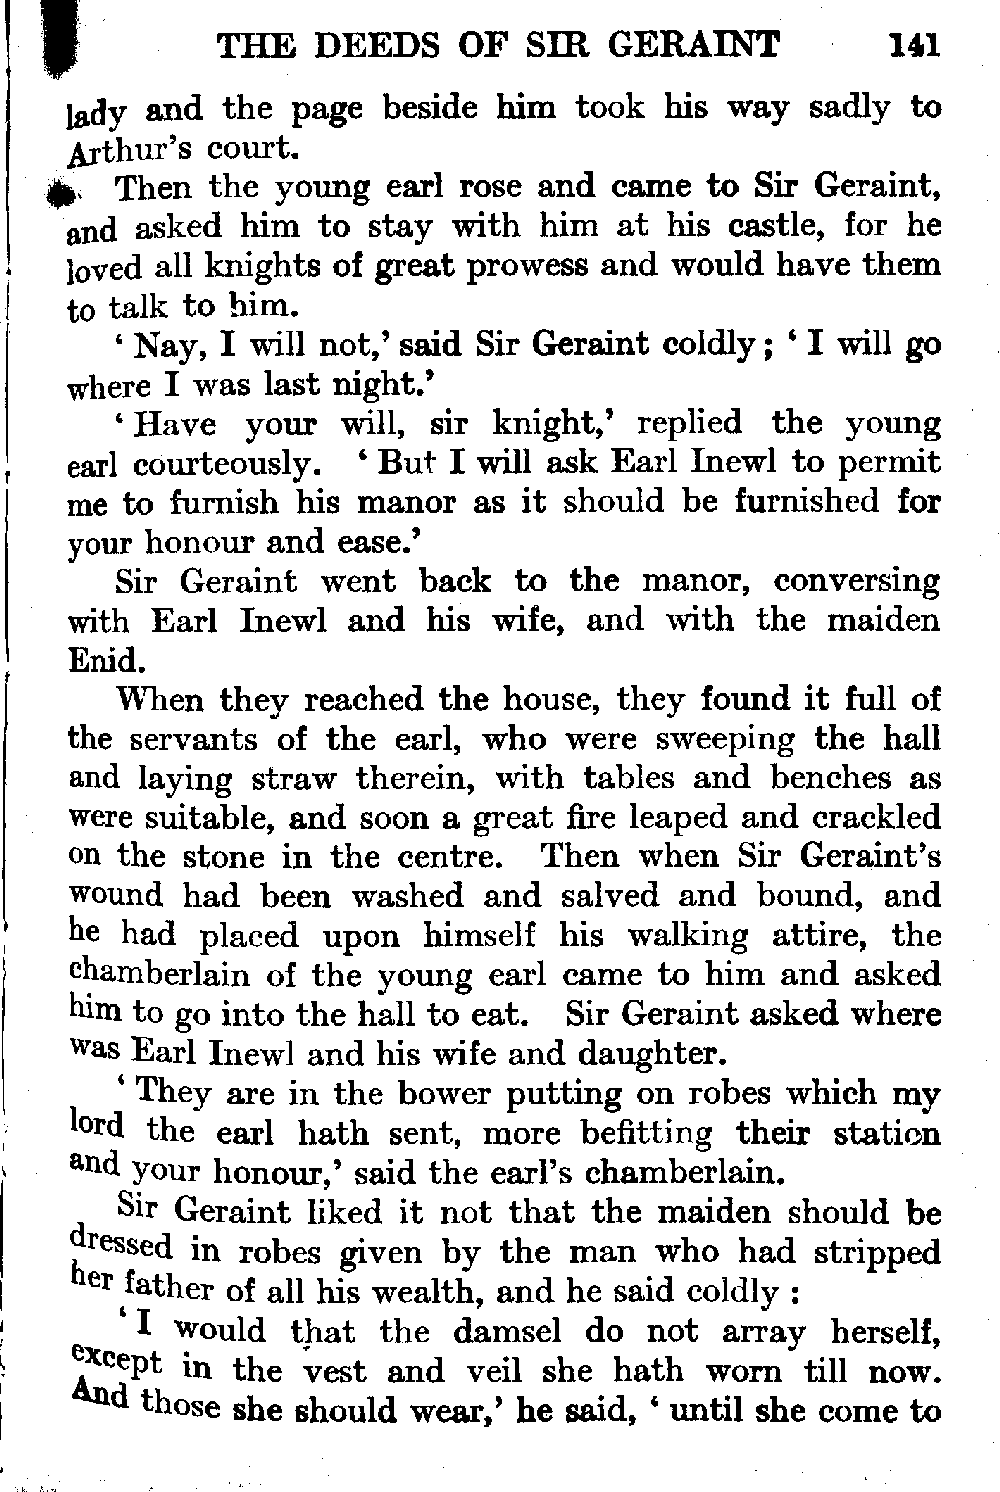 THE DEEDS OF SIR GERAINT 141
lady and the page beside him took his way sadly to
Arthur's court.
Then the young earl rose and came to Sir Geraint,
and asked him to stay with him at his castle, for he
loved all knights of great prowess and would have them
to talk to him.
‘ Nay, I will not,’ said Sir Geraint coldly ; ‘ I will go
where I was last night.’
‘ Have your will, sir knight,’ replied the young
earl courteously. ‘ But I will ask Earl Inewl to permit
me to furnish his manor as it should be furnished for
your honour and ease.’
Sir Geraint went back to the manor, conversing
with Earl Inewl and his wife, and with the maiden
Enid.
When they reached the house, they found it full of
the servants of the earl, who were sweeping the hall
and laying straw therein, with tables and benches as
were suitable, and soon a great fire leaped and crackled
on the stone in the centre. Then when Sir Geraint’s
wound had been washed and salved and bound, and
he had placed upon himself his walking attire, the
chamberlain of the young earl came to him and asked
him to go into the hall to eat. Sir Geraint asked where
was Earl Inewl and his wife and daughter.
‘ They are in the bower putting on robes which my
lord the earl hath sent, more befitting their station
and your honour,’ said the earl’s chamberlain.
Sir Geraint liked it not that the maiden should be
dressed in robes given by the man who had stripped
her father of all his wealth, and he said coldly :
‘ I would that the damsel do not array herself,
except in the vest and veil she hath worn till now.
And those she should wear,’ he said, ‘ until she come to